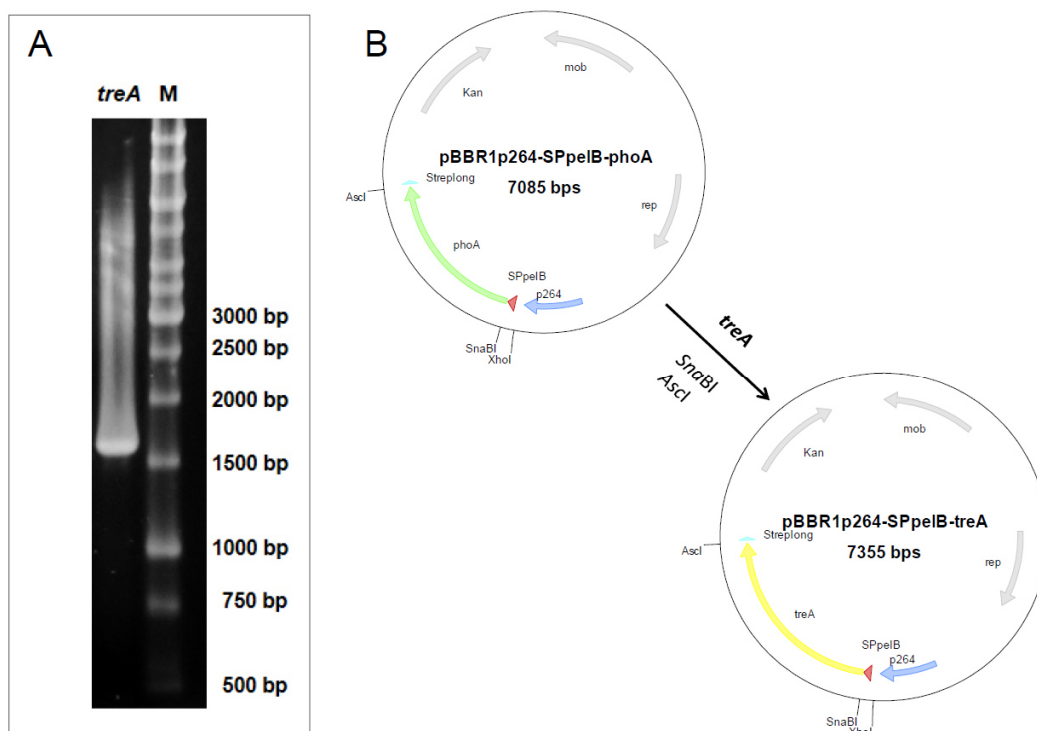 A
treA M
3000 bp
2500 bp
2000 bp
1500 bp
1000 bp
750 bp
500 bp
B
mob
Kan
pBBR1p264-SPpelB-phoA
7085 bps
Streplong
AscI
rep
phoA
SPpelB
p264
SnaBI
XhoI
treA
SnaBI
AscI
mob
Kan
pBBR1p264-SPpelB-treA
7355 bps
Streplong
AscI
rep
treA
SPpelB
p264
SnaBI
XhoI